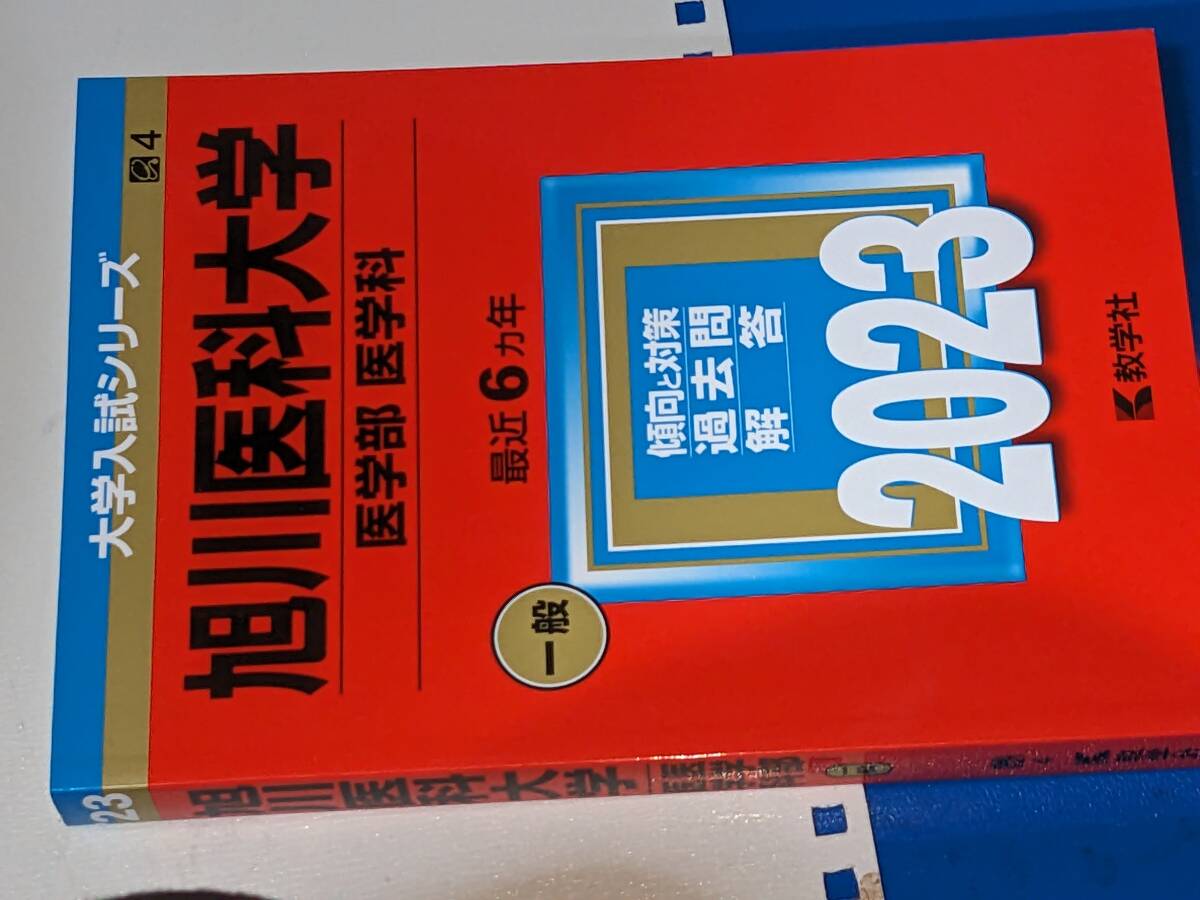 大学入試シリーズ
4
旭川医科大学
医学部 医学科
最近6カ年
一般
傾向と対策
過去問
解答
2023
教学社
23
旭川医科大学
医学部